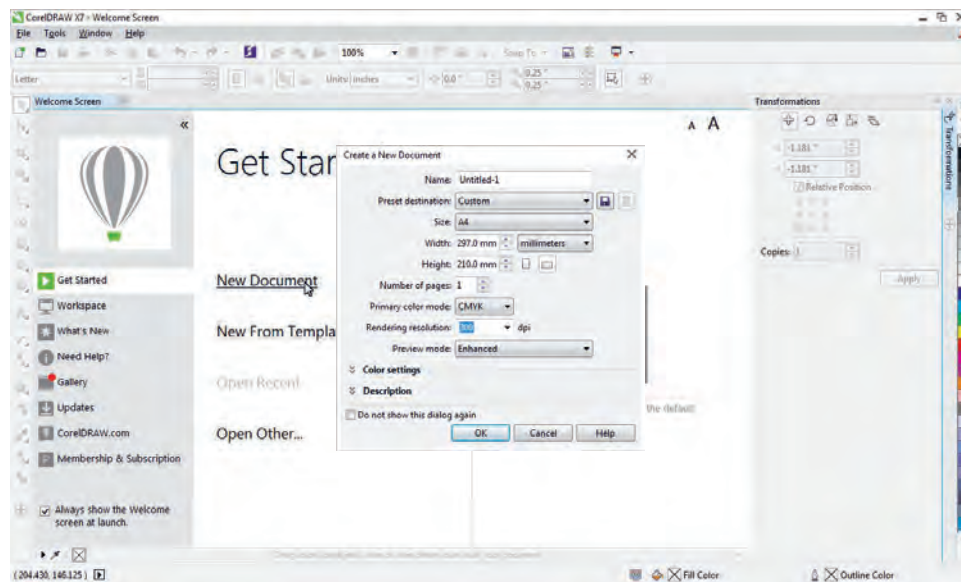 CorelDRAW X7 - Welcome Screen
File Tools Window Help
100% Snap To
Letter Units: inches 0.0 " 0.25 "
0.25 "
Welcome Screen
Transformations
«
A A
Get Star
Create a New Document
Name: Untitled-1
Preset destination: Custom
Size: A4
Width: 297.0 mm millimeters
Height: 210.0 mm
Number of pages: 1
Primary color mode: CMYK
Rendering resolution: 300 dpi
Preview mode: Enhanced
Color settings
Description
Do not show this dialog again
OK Cancel Help
Get Started
Workspace
What's New
Need Help?
Gallery
Updates
CorelDRAW.com
Membership & Subscription
Always show the Welcome
screen at launch.
New Document
New From Templa
Open Recent
Open Other...
the default
-1.181 "
-1.181 "
Relative Position
Copies: 1
Apply
Transformations
(204.430, 146.125 )
Fill Color
Outline Color